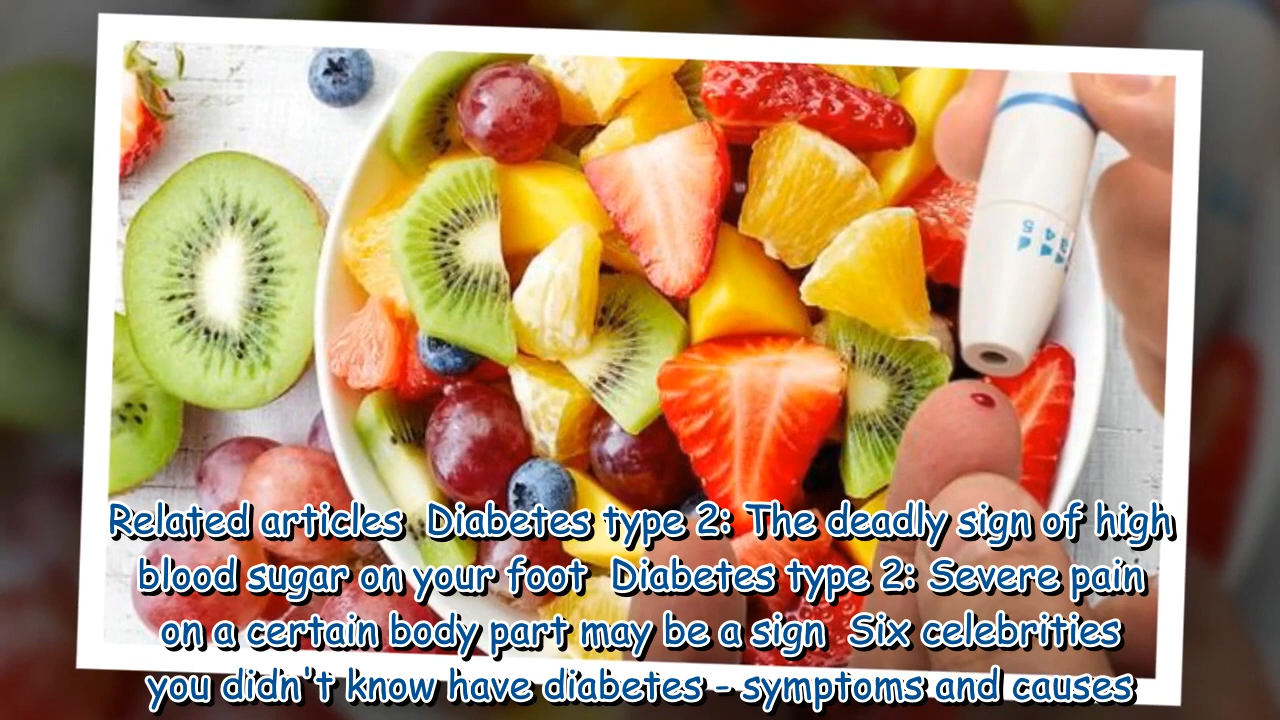 Related articles  Diabetes type 2: The deadly sign of high
blood sugar on your foot  Diabetes type 2: Severe pain
on a certain body part may be a sign  Six celebrities
you didn't know have diabetes - symptoms and causes